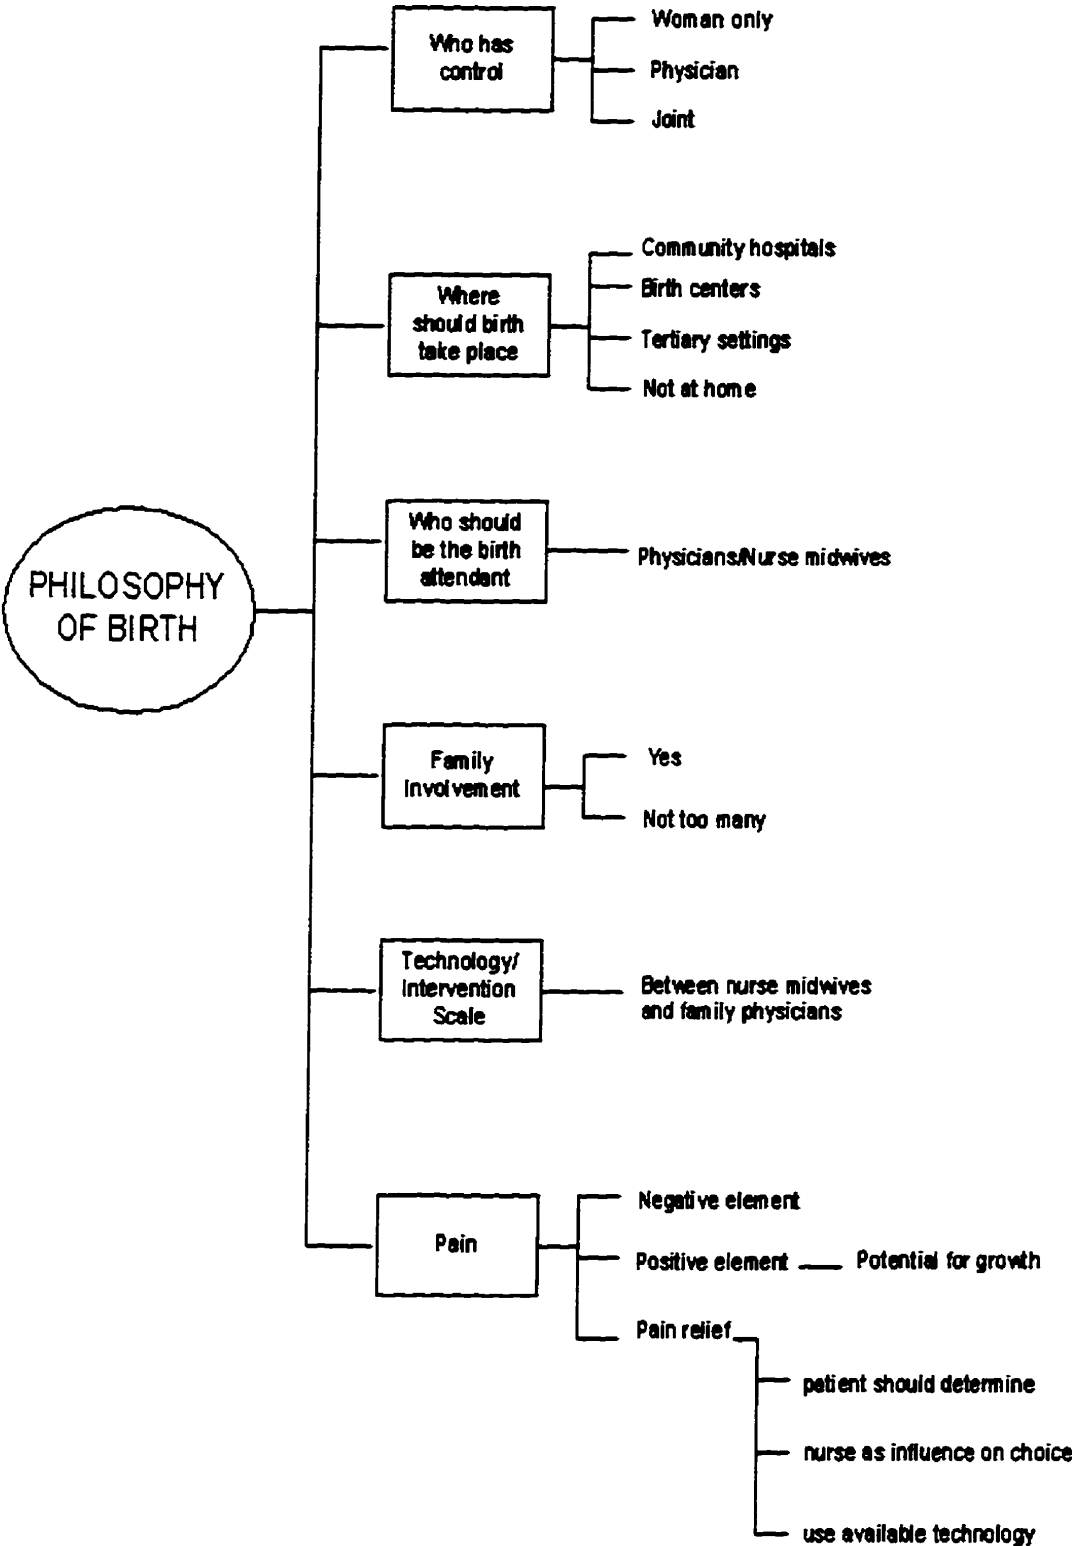 Who has
control
Woman only
Physician
Joint
Where
should birth
take place
Community hospitals
Birth centers
Tertiary settings
Not at home
Who should
be the birth
attendant
Physicians/Nurse midwives
PHILOSOPHY
OF BIRTH
Family
Involvement
Yes
Not too many
Technology/
Intervention
Scale
Between nurse midwives
and family physicians
Pain
Negative element
Positive element
Potential for growth
Pain relief
patient should determine
nurse as influence on choice
use available technology